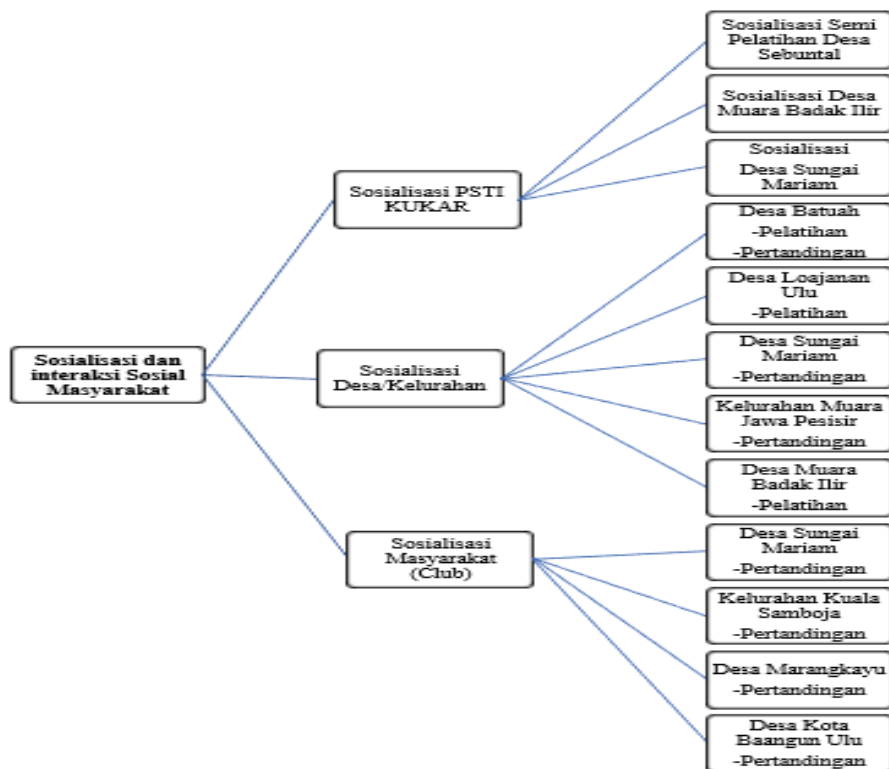 Sosialisasi dan
interaksi Sosial
Masyarakat
Sosialisasi PSTI
KUKAR
Sosialisasi Semi
Pelatihan Desa
Sebuntal
Sosialisasi Desa
Muara Badak Ilir
Sosialisasi
Desa Sungai
Mariam
Sosialisasi
Desa/Kelurahan
Desa Batuah
-Pelatihan
-Pertandingan
Desa Loajanan
Ulu
-Pelatihan
Desa Sungai
Mariam
-Pertandingan
Kelurahan Muara
Jawa Pesisir
-Pertandingan
Desa Muara
Badak Ilir
-Pelatihan
Sosialisasi
Masyarakat
(Club)
Desa Sungai
Mariam
-Pertandingan
Kelurahan Kuala
Samboja
-Pertandingan
Desa Marangkayu
-Pertandingan
Desa Kota
Baangun Ulu
-Pertandingan